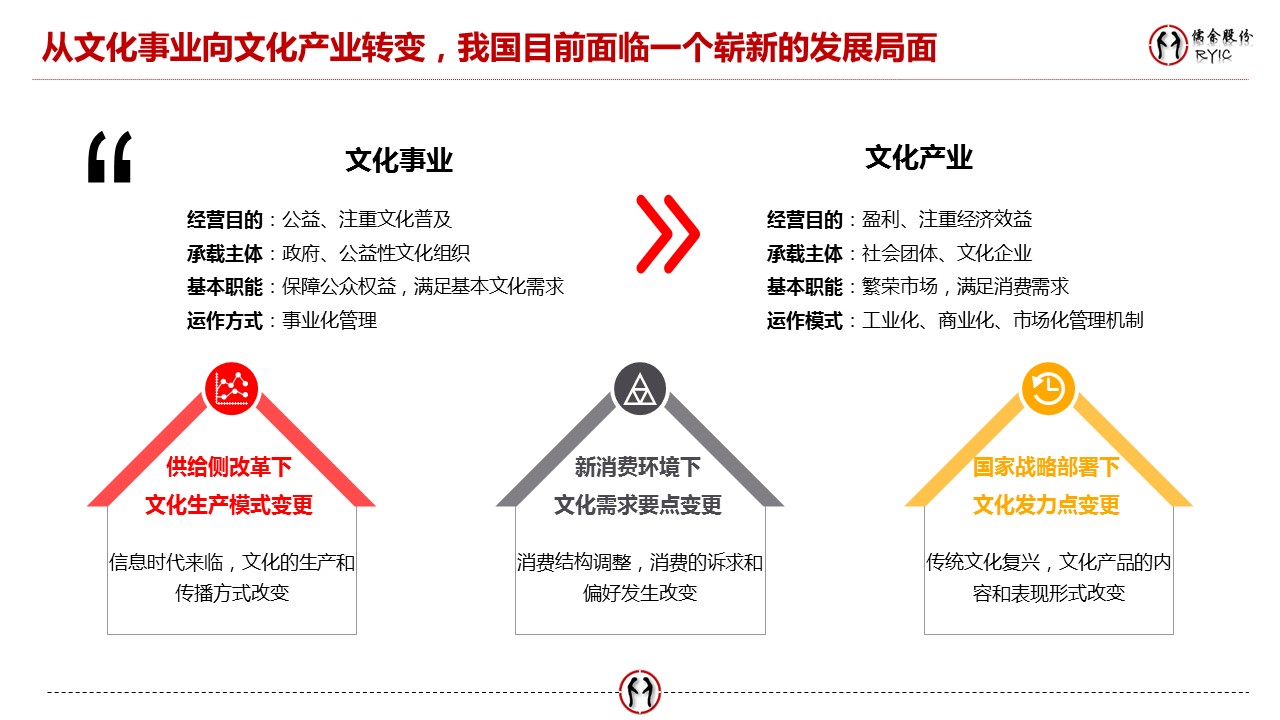 从文化事业向文化产业转变，我国目前面临一个崭新的发展局面
儒佘股份
RYIC
文化事业
经营目的：公益、注重文化普及
承载主体：政府、公益性文化组织
基本职能：保障公众权益，满足基本文化需求
运作方式：事业化管理
文化产业
经营目的：盈利、注重经济效益
承载主体：社会团体、文化企业
基本职能：繁荣市场，满足消费需求
运作模式：工业化、商业化、市场化管理机制
供给侧改革下
文化生产模式变更
信息时代来临，文化的生产和
传播方式改变
新消费环境下
文化需求要点变更
消费结构调整，消费的诉求和
偏好发生改变
国家战略部署下
文化发力点变更
传统文化复兴，文化产品的内
容和表现形式改变